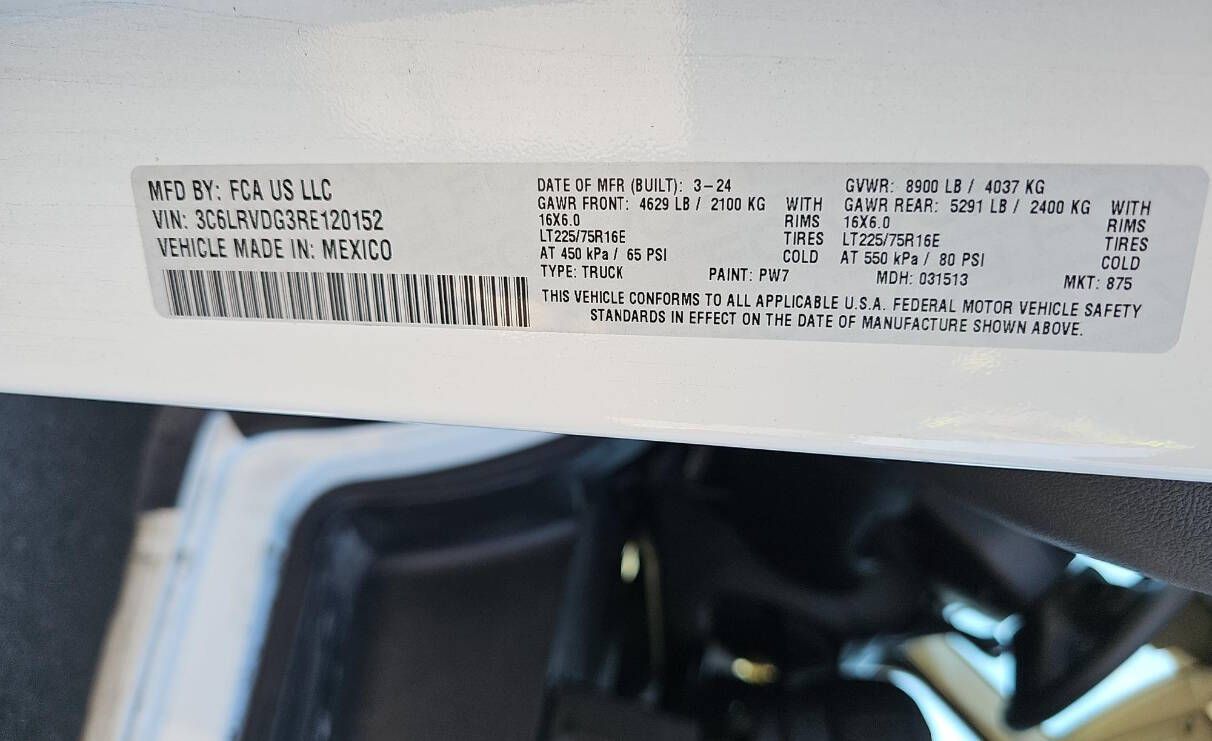 MFD BY: FCA US LLC
VIN: 3C6LRVDG3RE120152
VEHICLE MADE IN: MEXICO
DATE OF MFR (BUILT): 3-24
GAWR FRONT: 4629 LB / 2100 KG WITH
16X6.0 RIMS
LT225/75R16E TIRES
AT 450 kPa / 65 PSI COLD
TYPE: TRUCK PAINT: PW7
GVWR: 8900 LB / 4037 KG
GAWR REAR: 5291 LB / 2400 KG WITH
16X6.0 RIMS
LT225/75R16E TIRES
AT 550 kPa / 80 PSI COLD
MDH: 031513 MKT: 875
THIS VEHICLE CONFORMS TO ALL APPLICABLE U.S.A. FEDERAL MOTOR VEHICLE SAFETY
STANDARDS IN EFFECT ON THE DATE OF MANUFACTURE SHOWN ABOVE.